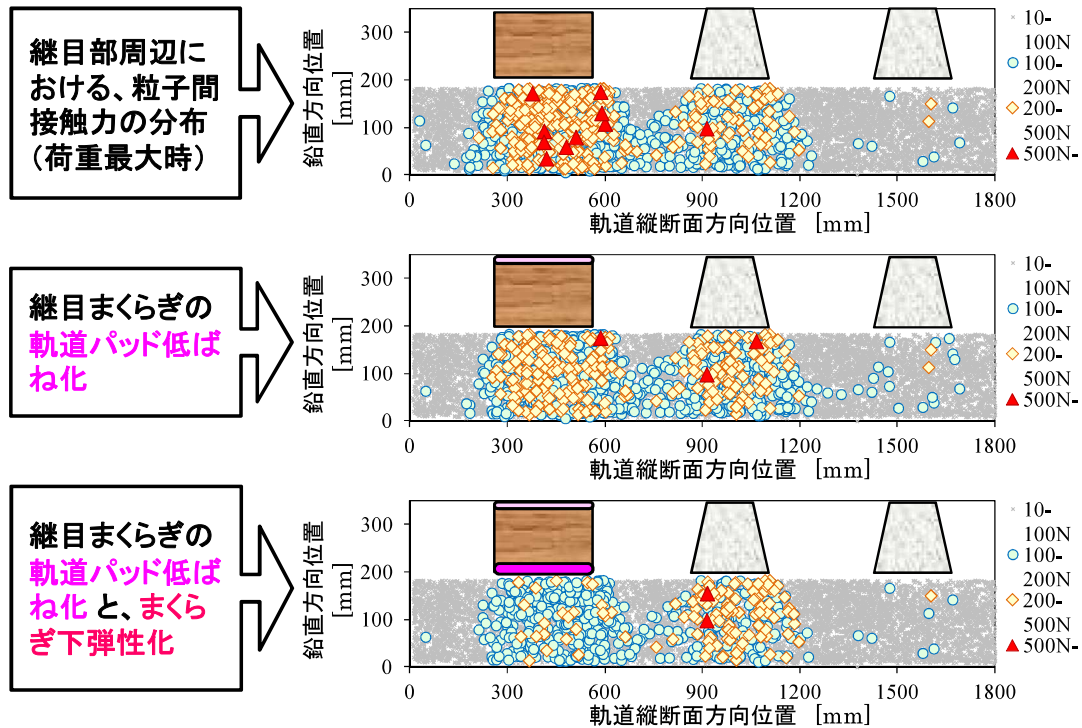 継目部周辺に
おける、粒子間
接触力の分布
（荷重最大時）
鉛直方向位置
[mm]
300
200
100
0
0
300
600
900
1200
1500
1800
軌道縦断面方向位置 [mm]
10-
100N
100-
200N
200-
500N
500N-
継目まくらぎの
軌道パッド低ば
ね化
鉛直方向位置
[mm]
300
200
100
0
0
300
600
900
1200
1500
1800
軌道縦断面方向位置 [mm]
10-
100N
100-
200N
200-
500N
500N-
継目まくらぎの
軌道パッド低ば
ね化 と、まくら
ぎ下弾性化
鉛直方向位置
[mm]
300
200
100
0
0
300
600
900
1200
1500
1800
軌道縦断面方向位置 [mm]
10-
100N
100-
200N
200-
500N
500N-